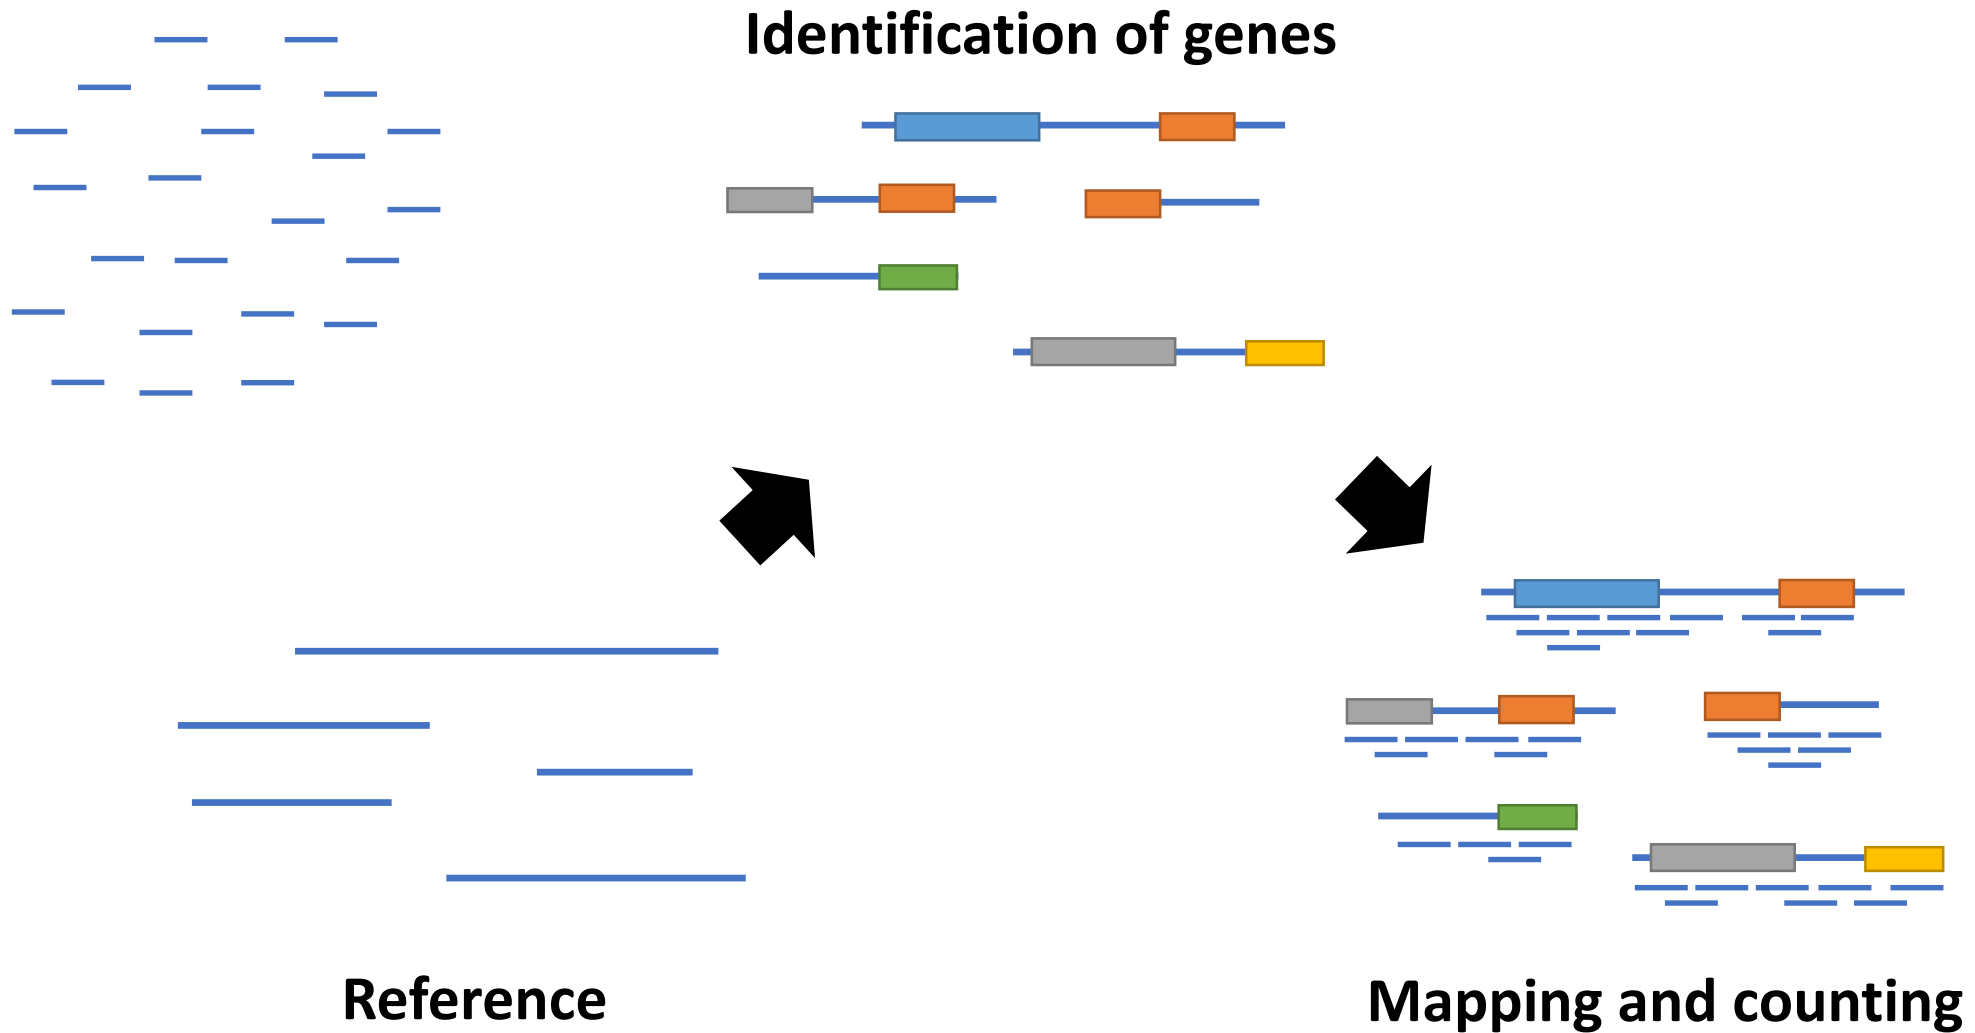 Identification of genes
Reference
Mapping and counting